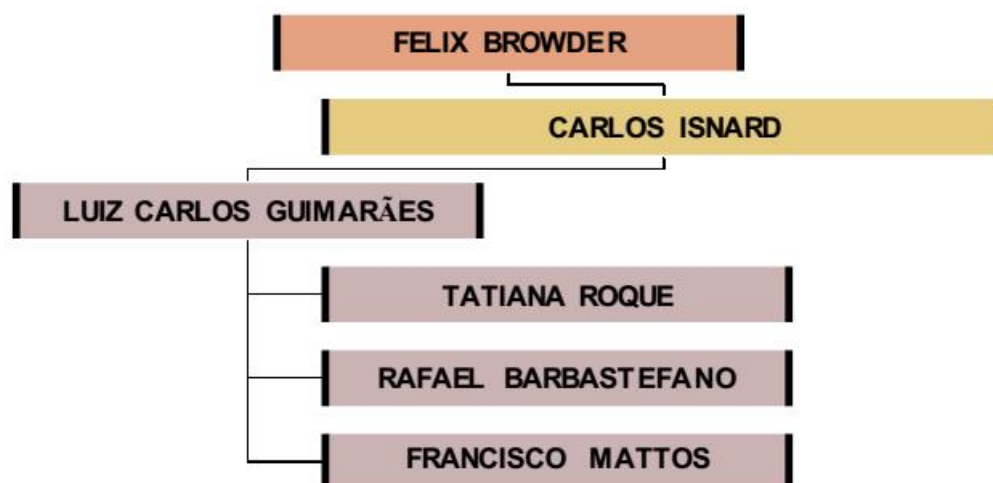 FELIX BROWDER
CARLOS ISNARD
LUIZ CARLOS GUIMARÃES
TATIANA ROQUE
RAFAEL BARBASTEFANO
FRANCISCO MATTOS